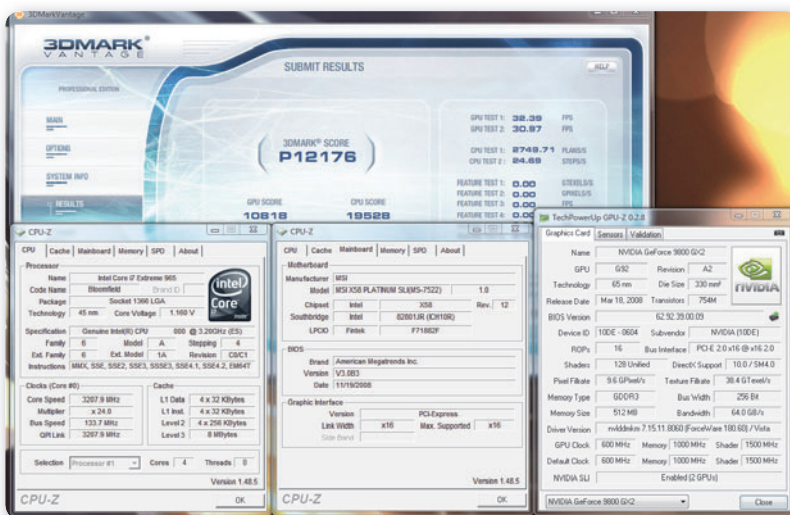 3DMarkVantage
3DMARK®
VANTAGE
SUBMIT RESULTS
HELP
PROFESSIONAL EDITION
MAIN
OPTIONS
SYSTEM INFO
RESULTS
3DMARK® SCORE
P12176
GPU SCORE CPU SCORE
10818 19528
GPU TEST 1: 32.39 FPS
GPU TEST 2: 30.97 FPS
CPU TEST 1: 2749.71 PLANS/S
CPU TEST 2: 24.69 STEPS/S
FEATURE TEST 1: 0.00 GTEXELS/S
FEATURE TEST 2: 0.00 GPIXELS/S
FEATURE TEST 3: 0.00 FPS
FEATURE TEST 4: 0.00
CPU-Z
CPU Cache Mainboard Memory SPD About
Processor
Name Intel Core i7 Extreme 965
Code Name Bloomfield Brand ID
Package Socket 1366 LGA
Technology 45 nm Core Voltage 1.160 V
intel
Core
Specification Genuine Intel(R) CPU 000 @ 3.20GHz (ES)
Family 6 Model A Stepping 4
Ext. Family 6 Ext. Model 1A Revision C0/C1
Instructions MMX, SSE, SSE2, SSE3, SSSE3, SSE4.1, SSE4.2, EM64T
Clocks (Core #0)
Core Speed 3207.9 MHz
Multiplier x 24.0
Bus Speed 133.7 MHz
QPI Link 3207.9 MHz
Cache
L1 Data 4 x 32 KBytes
L1 Inst. 4 x 32 KBytes
Level 2 4 x 256 KBytes
Level 3 8 MBytes
Selection Processor #1 Cores 4 Threads 8
Version 1.48.5
CPU-Z OK
CPU-Z
CPU Cache Mainboard Memory SPD About
Motherboard
Manufacturer MSI
Model MSI X58 PLATINUM SLI(MS-7522) 1.0
Chipset Intel X58 Rev. 12
Southbridge Intel 82801JR (ICH10R)
LPCIO Fintek F71882F
BIOS
Brand American Megatrends Inc.
Version V3.0B3
Date 11/19/2008
Graphic Interface
Version PCI-Express
Link Width x16 Max. Supported x16
Side Band
Version 1.48.5
CPU-Z OK
TechPowerUp GPU-Z 0.2.8
Graphics Card Sensors Validation
Name NVIDIA GeForce 9800 GX2
GPU G92 Revision A2
Technology 65 nm Die Size 330 mm²
Release Date Mar 18, 2008 Transistors 754M
NVIDIA
BIOS Version 62.92.39.00.09
Device ID 10DE - 0604 Subvendor NVIDIA (10DE)
ROPs 16 Bus Interface PCI-E 2.0 x16 @ x16 2.0
Shaders 128 Unified DirectX Support 10.0 / SM4.0
Pixel Fillrate 9.6 GPixel/s Texture Fillrate 38.4 GTexel/s
Memory Type GDDR3 Bus Width 256 Bit
Memory Size 512 MB Bandwidth 64.0 GB/s
Driver Version nvlddmkm 7.15.11.8060 (ForceWare 180.60) / Vista
GPU Clock 600 MHz Memory 1000 MHz Shader 1500 MHz
Default Clock 600 MHz Memory 1000 MHz Shader 1500 MHz
NVIDIA SLI Enabled (2 GPUs)
NVIDIA GeForce 9800 GX2 Close